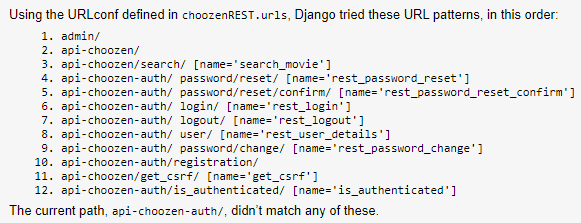 Using the URLconf defined in choozenREST.urls, Django tried these URL patterns, in this order:
1. admin/
2. api-choozen/
3. api-choozen/search/ [name='search_movie']
4. api-choozen-auth/ password/reset/ [name='rest_password_reset']
5. api-choozen-auth/ password/reset/confirm/ [name='rest_password_reset_confirm']
6. api-choozen-auth/ login/ [name='rest_login']
7. api-choozen-auth/ logout/ [name='rest_logout']
8. api-choozen-auth/ user/ [name='rest_user_details']
9. api-choozen-auth/ password/change/ [name='rest_password_change']
10. api-choozen-auth/registration/
11. api-choozen/get_csrf/ [name='get_csrf']
12. api-choozen-auth/is_authenticated/ [name='is_authenticated']
The current path, api-choozen-auth/, didn't match any of these.